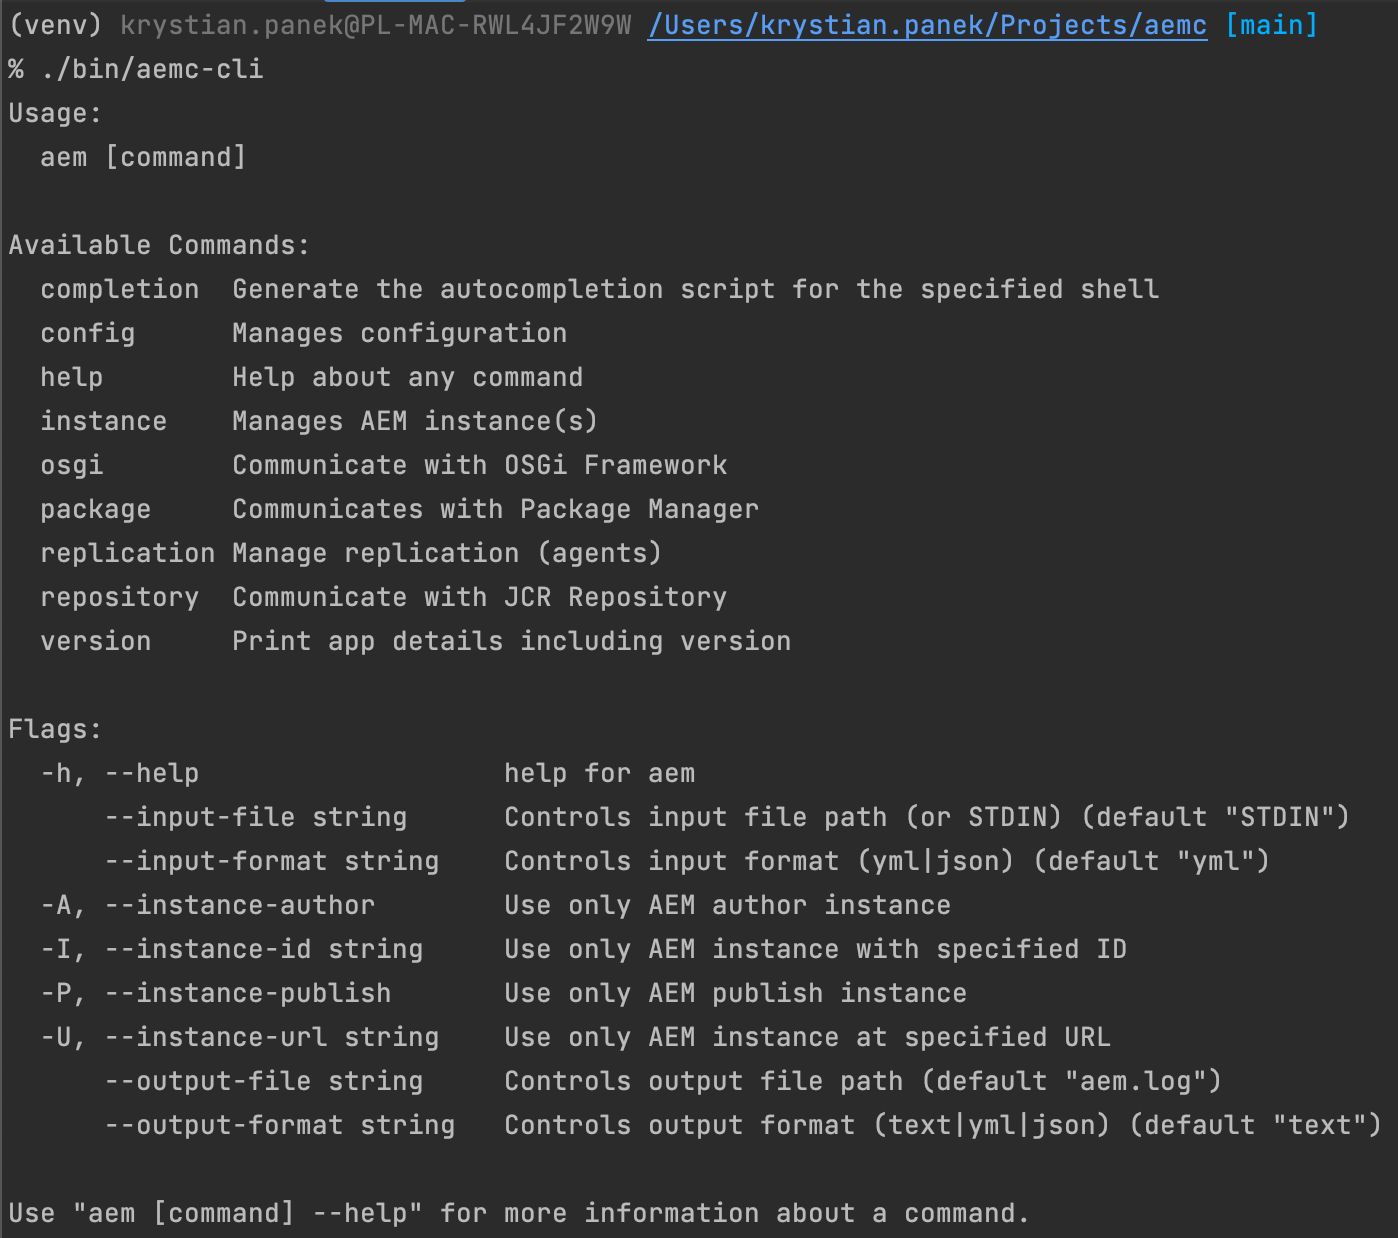 (venv) krystian.panek@PL-MAC-RWL4JF2W9W /Users/krystian.panek/Projects/aemc [main]
% ./bin/aemc-cli
Usage:
  aem [command]

Available Commands:
  completion  Generate the autocompletion script for the specified shell
  config      Manages configuration
  help        Help about any command
  instance    Manages AEM instance(s)
  osgi        Communicate with OSGi Framework
  package     Communicates with Package Manager
  replication Manage replication (agents)
  repository  Communicate with JCR Repository
  version     Print app details including version

Flags:
  -h, --help                   help for aem
      --input-file string      Controls input file path (or STDIN) (default "STDIN")
      --input-format string    Controls input format (yml|json) (default "yml")
  -A, --instance-author        Use only AEM author instance
  -I, --instance-id string     Use only AEM instance with specified ID
  -P, --instance-publish       Use only AEM publish instance
  -U, --instance-url string    Use only AEM instance at specified URL
      --output-file string     Controls output file path (default "aem.log")
      --output-format string   Controls output format (text|yml|json) (default "text")

Use "aem [command] --help" for more information about a command.